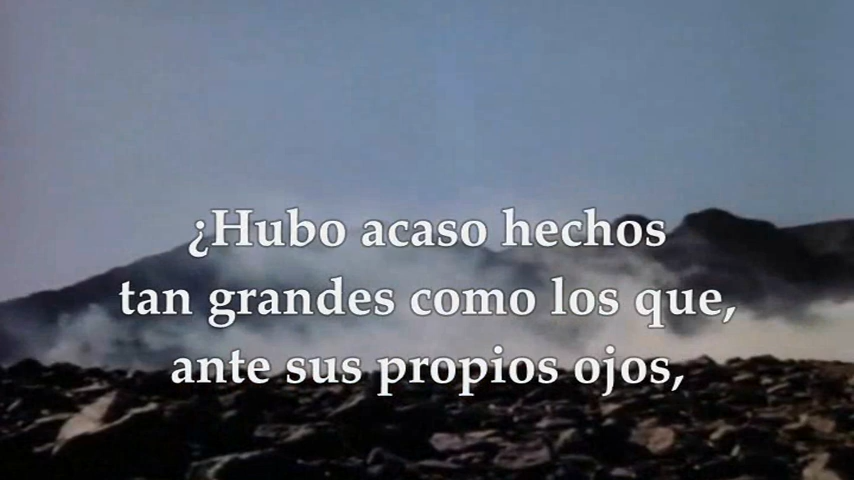 ¿Hubo acaso hechos
tan grandes como los que,
ante sus propios ojos,